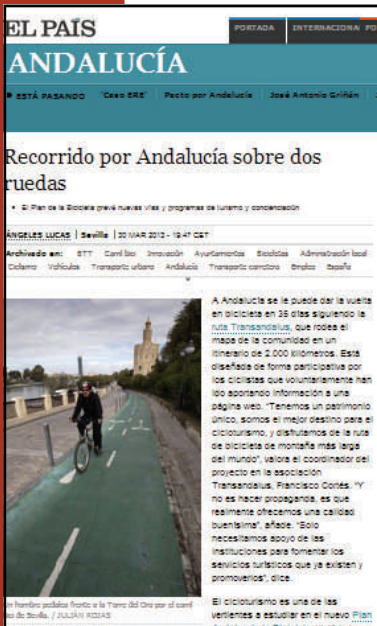 EL PAÍS
PORTADA INTERNACIONA PO
ANDALUCÍA
ESTÁ PASANDO "Caso ERE" Pacto por Andalucía José Antonio Griñán
Recorrido por Andalucía sobre dos
ruedas
• El Plan de la Bicicleta prevé nuevas vías y programas de turismo y concienciación
ÁNGELES LUCAS | Sevilla | 30 MAR 2013 - 19:47 CET
Archivado en: BTT Carril bici Innovación Ayuntamientos Bicicletas Administración local
Ciclismo Vehículos Transporte urbano Andalucía Transporte carretera Empleo España
A Andalucía se le puede dar la vuelta
en bicicleta en 35 días siguiendo la
ruta Transandalus, que rodea el
mapa de la comunidad en un
itinerario de 2.000 kilómetros. Está
diseñada de forma participativa por
los ciclistas que voluntariamente han
ido aportando información a una
página web. "Tenemos un patrimonio
único, somos el mejor destino para el
cicloturismo, y disfrutamos de la ruta
de bicicleta de montaña más larga
del mundo", valora el coordinador del
proyecto en la asociación
Transandalus, Francisco Cortés. "Y
no es hacer propaganda, es que
realmente ofrecemos una calidad
buenísima", añade. "Solo
necesitamos apoyo de las
instituciones para fomentar los
servicios turísticos que ya existen y
promoverlos", dice.
Un hombre pedalea frente a la Torre del Oro por el carril
bici de Sevilla. / JULIÁN ROJAS
El cicloturismo es una de las
vertientes a estudiar en el nuevo Plan